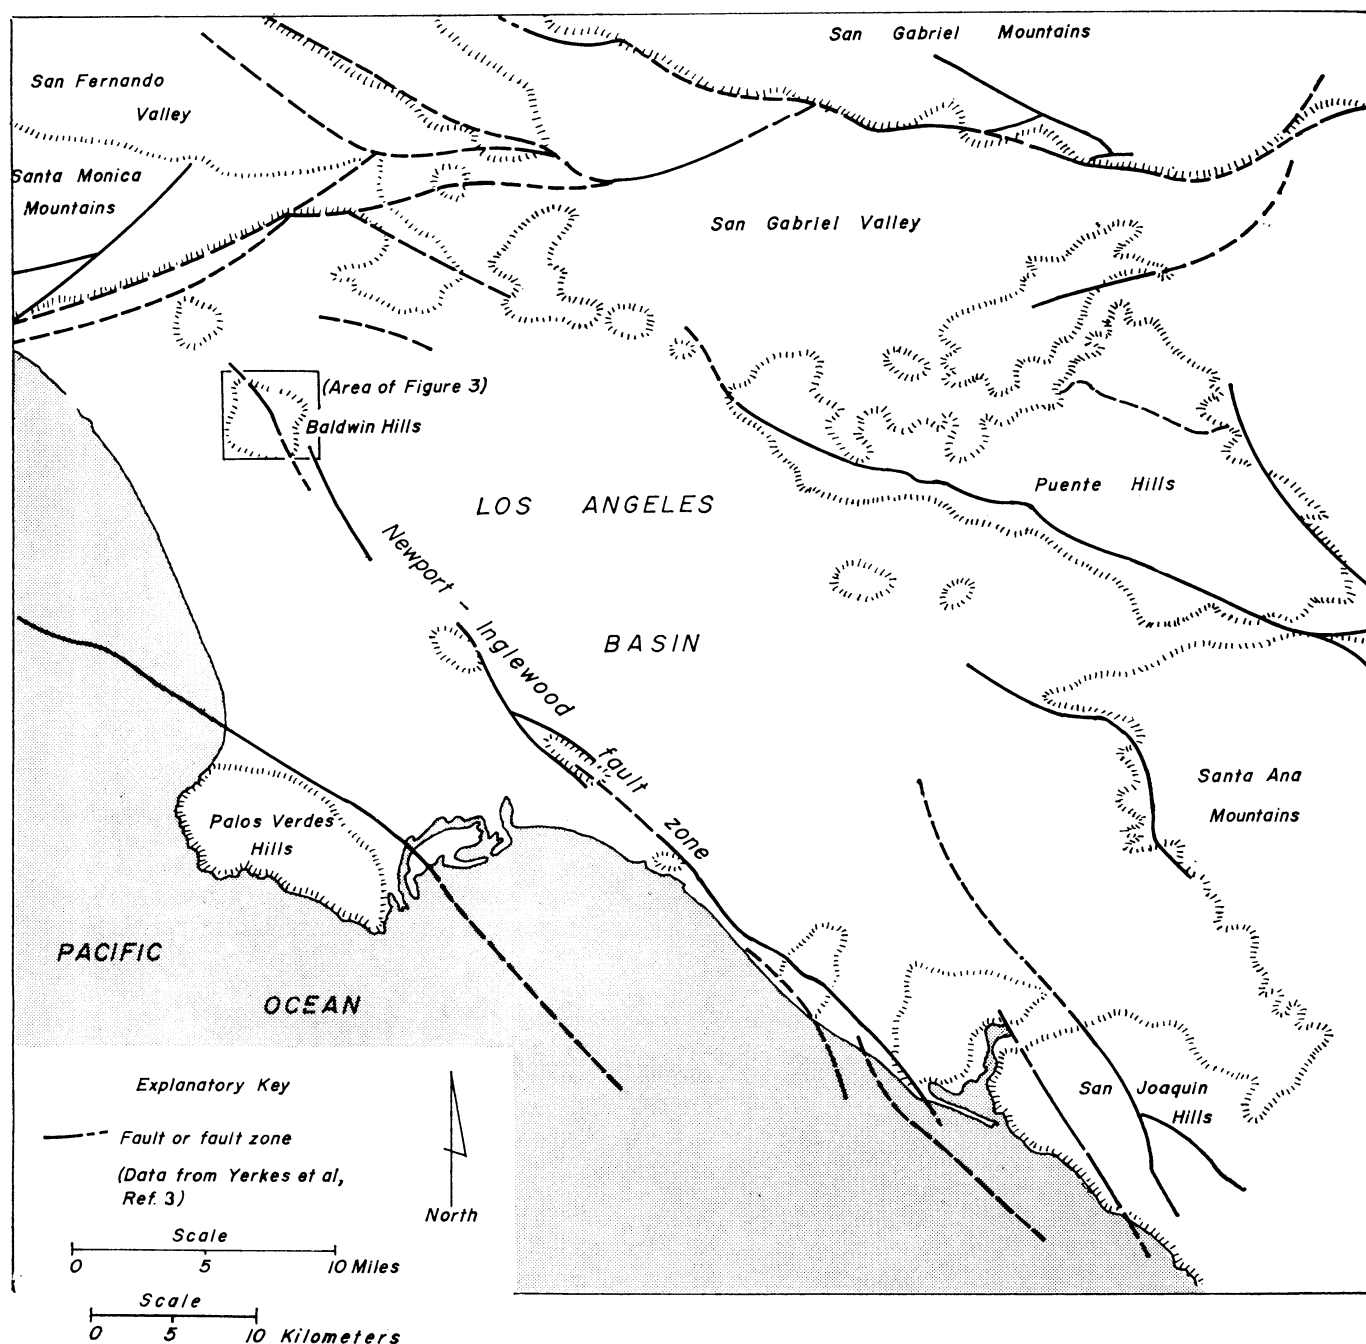 San Gabriel Mountains
San Fernando
Valley
Santa Monica
Mountains
San Gabriel Valley
(Area of Figure 3)
Baldwin Hills
LOS ANGELES
BASIN
Puente Hills
Newport - Inglewood fault zone
Santa Ana
Mountains
Palos Verdes
Hills
PACIFIC
OCEAN
San Joaquin
Hills
Explanatory Key
Fault or fault zone
(Data from Yerkes et al,
Ref. 3)
North
Scale
0 5 10 Miles
Scale
0 5 10 Kilometers